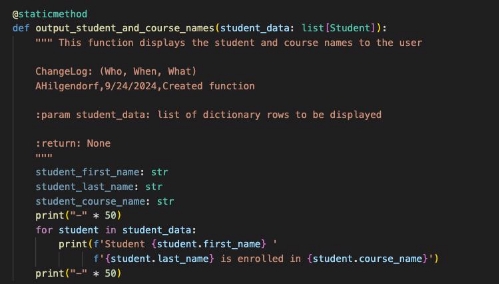 @staticmethod
def output_student_and_course_names(student_data: list[Student]):
    """ This function displays the student and course names to the user

    ChangeLog: (Who, When, What)
    AHilgendorf,9/24/2024,Created function

    :param student_data: list of dictionary rows to be displayed

    :return: None
    """
    student_first_name: str
    student_last_name: str
    student_course_name: str
    print("-" * 50)
    for student in student_data:
        print(f'Student {student.first_name} '
              f'{student.last_name} is enrolled in {student.course_name}')
    print("-" * 50)